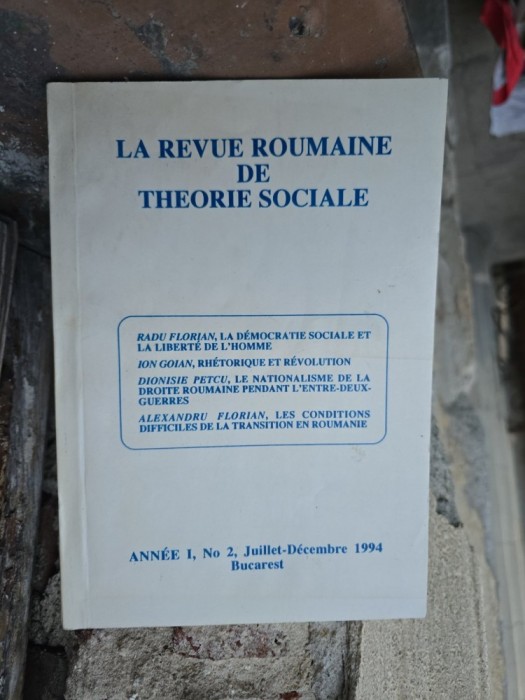 LA REVUE ROUMAINE
DE
THEORIE SOCIALE
RADU FLORIAN, LA DÉMOCRATIE SOCIALE ET
LA LIBERTÉ DE L'HOMME
ION GOIAN, RHÉTORIQUE ET RÉVOLUTION
DIONISIE PETCU, LE NATIONALISME DE LA
DROITE ROUMAINE PENDANT L'ENTRE-DEUX-
GUERRES
ALEXANDRU FLORIAN, LES CONDITIONS
DIFFICILES DE LA TRANSITION EN ROUMANIE
ANNÉE I, No 2, Juillet-Décembre 1994
Bucarest